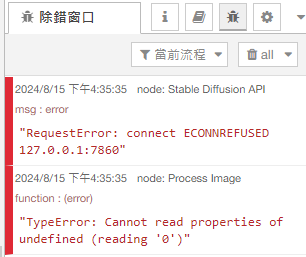 除錯窗口
當前流程
all
2024/8/15 下午4:35:35 node: Stable Diffusion API
msg : error
"RequestError: connect ECONNREFUSED
127.0.0.1:7860"
2024/8/15 下午4:35:35 node: Process Image
function : (error)
"TypeError: Cannot read properties of
undefined (reading '0')"